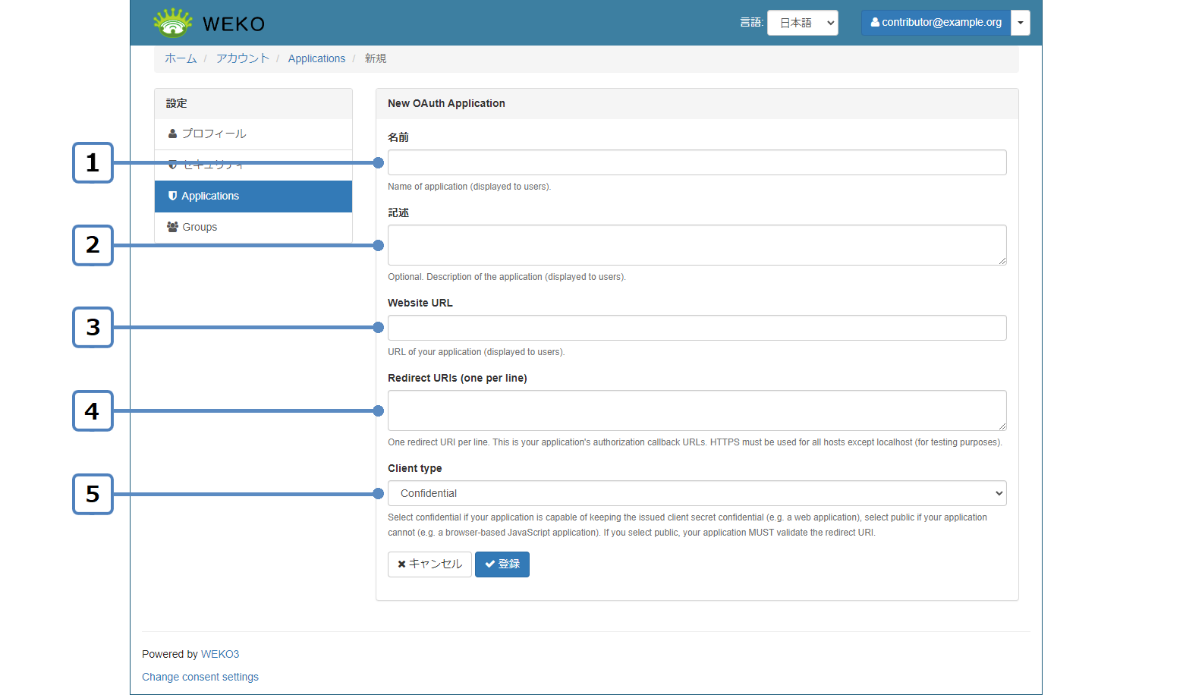 WEKO
言語: 日本語
contributor@example.org
ホーム / アカウント / Applications / 新規
設定
プロフィール
セキュリティ
Applications
Groups
New OAuth Application
1
名前
Name of application (displayed to users).
2
記述
Optional. Description of the application (displayed to users).
3
Website URL
URL of your application (displayed to users).
4
Redirect URIs (one per line)
One redirect URI per line. This is your application's authorization callback URLs. HTTPS must be used for all hosts except localhost (for testing purposes).
5
Client type
Confidential
Select confidential if your application is capable of keeping the issued client secret confidential (e.g. a web application), select public if your application
cannot (e.g. a browser-based JavaScript application). If you select public, your application MUST validate the redirect URI.
キャンセル 登録
Powered by WEKO3
Change consent settings